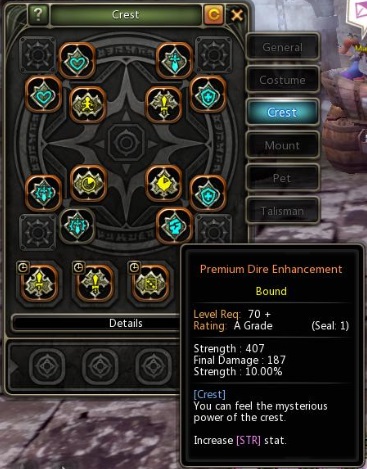 ?
Crest
General
Costume
Crest
Mount
Pet
Talisman
Details
Premium Dire Enhancement
Bound
Level Req: 70 +
Rating: A Grade (Seal: 1)
Strength : 407
Final Damage : 187
Strength : 10.00%
[Crest]
You can feel the mysterious
power of the crest.
Increase [STR] stat.